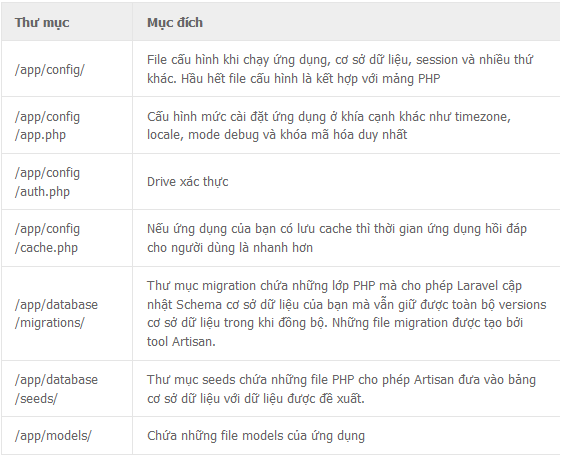 Thư mục
Mục đích
/app/config/
File cấu hình khi chạy ứng dụng, cơ sở dữ liệu, session và nhiều thứ
khác. Hầu hết file cấu hình là kết hợp với mảng PHP
/app/config
/app.php
Cấu hình mức cài đặt ứng dụng ở khía cạnh khác như timezone,
locale, mode debug và khóa mã hóa duy nhất
/app/config
/auth.php
Drive xác thực
/app/config
/cache.php
Nếu ứng dụng của bạn có lưu cache thì thời gian ứng dụng hồi đáp
cho người dùng là nhanh hơn
/app/database
/migrations/
Thư mục migration chứa những lớp PHP mà cho phép Laravel cập
nhật Schema cơ sở dữ liệu của bạn mà vẫn giữ được toàn bộ versions
cơ sở dữ liệu trong khi đồng bộ. Những file migration được tạo bởi
tool Artisan.
/app/database
/seeds/
Thư mục seeds chứa những file PHP cho phép Artisan đưa vào bảng
cơ sở dữ liệu với dữ liệu được đề xuất.
/app/models/
Chứa những file models của ứng dụng